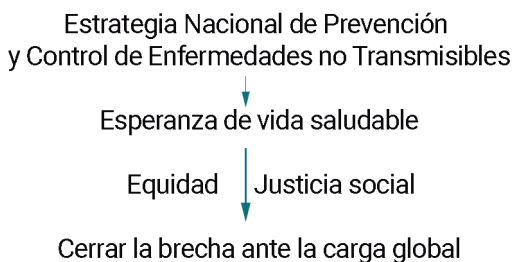 Estrategia Nacional de Prevención
y Control de Enfermedades no Transmisibles
Esperanza de vida saludable
Equidad Justicia social
Cerrar la brecha ante la carga global